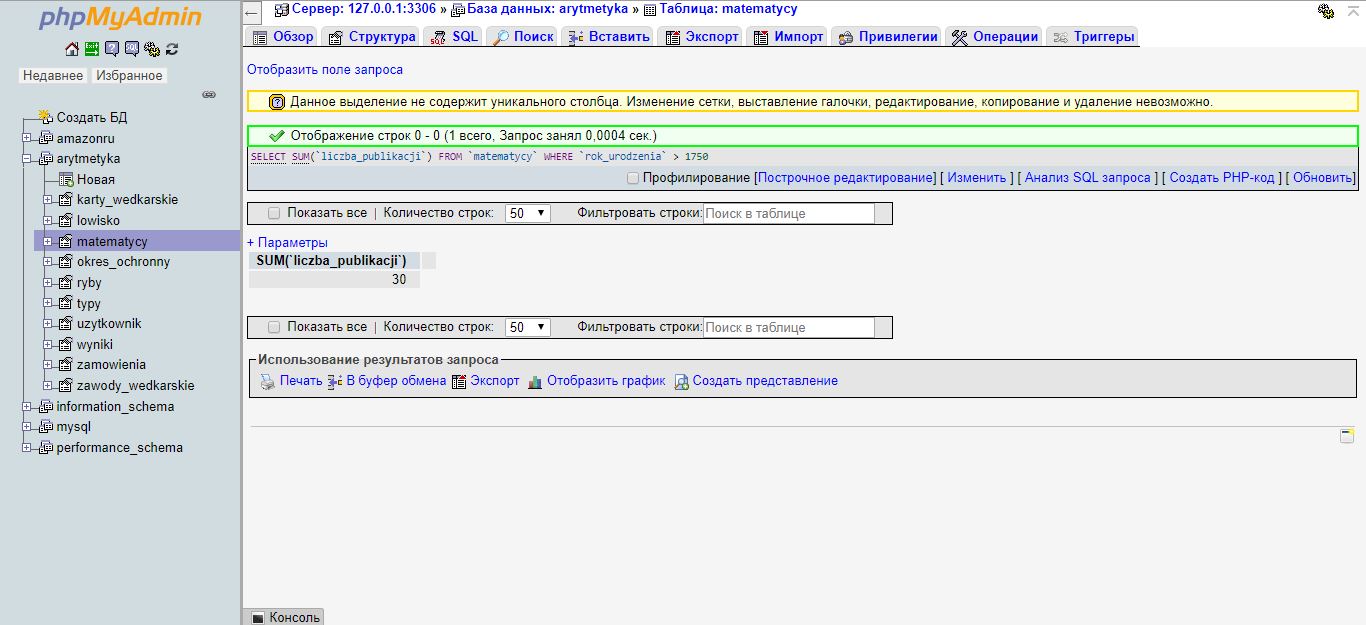 phpMyAdmin
Недавнее Избранное
Создать БД
amazonru
arytmetyka
Новая
karty_wedkarskie
lowisko
matematycy
okres_ochronny
ryby
typy
uzytkownik
wyniki
zamowienia
zawody_wedkarskie
information_schema
mysql
performance_schema
Сервер: 127.0.0.1:3306 » База данных: arytmetyka » Таблица: matematycy
Обзор Структура SQL Поиск Вставить Экспорт Импорт Привилегии Операции Триггеры
Отобразить поле запроса
Данное выделение не содержит уникального столбца. Изменение сетки, выставление галочки, редактирование, копирование и удаление невозможно.
Отображение строк 0 - 0 (1 всего, Запрос занял 0,0004 сек.)
SELECT SUM(`liczba_publikacji`) FROM `matematycy` WHERE `rok_urodzenia` > 1750
Профилирование [Построчное редактирование] [ Изменить ] [ Анализ SQL запроса ] [ Создать PHP-код ] [ Обновить]
Показать все | Количество строк: 50 Фильтровать строки: Поиск в таблице
+ Параметры
SUM(`liczba_publikacji`)
30
Показать все | Количество строк: 50 Фильтровать строки: Поиск в таблице
Использование результатов запроса
Печать В буфер обмена Экспорт Отобразить график Создать представление
Консоль